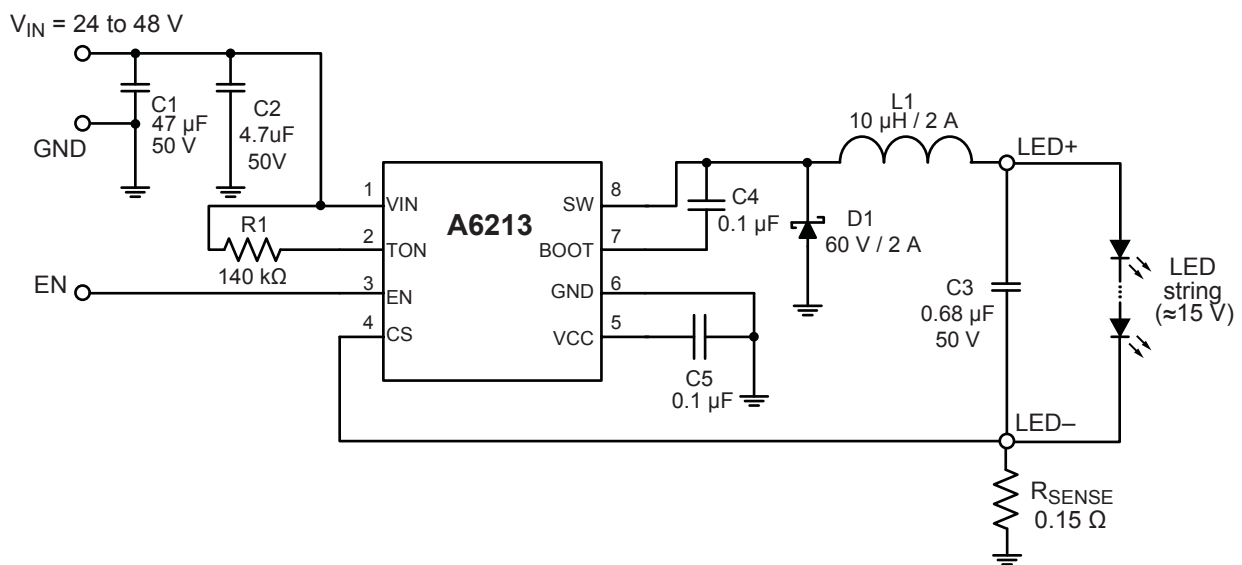 V_IN = 24 to 48 V
C1
47 µF
50 V
C2
4.7uF
50V
GND
L1
10 µH / 2 A
LED+
1
VIN
A6213
SW
8
C4
0.1 µF
D1
60 V / 2 A
R1
140 kΩ
2
TON
BOOT
7
EN
3
EN
GND
6
C3
0.68 µF
50 V
LED
string
(≈15 V)
4
CS
VCC
5
C5
0.1 µF
LED–
R_SENSE
0.15 Ω